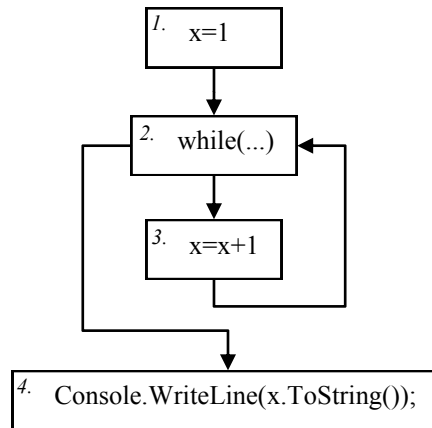 1. x=1
2. while(...)
3. x=x+1
4. Console.WriteLine(x.ToString());